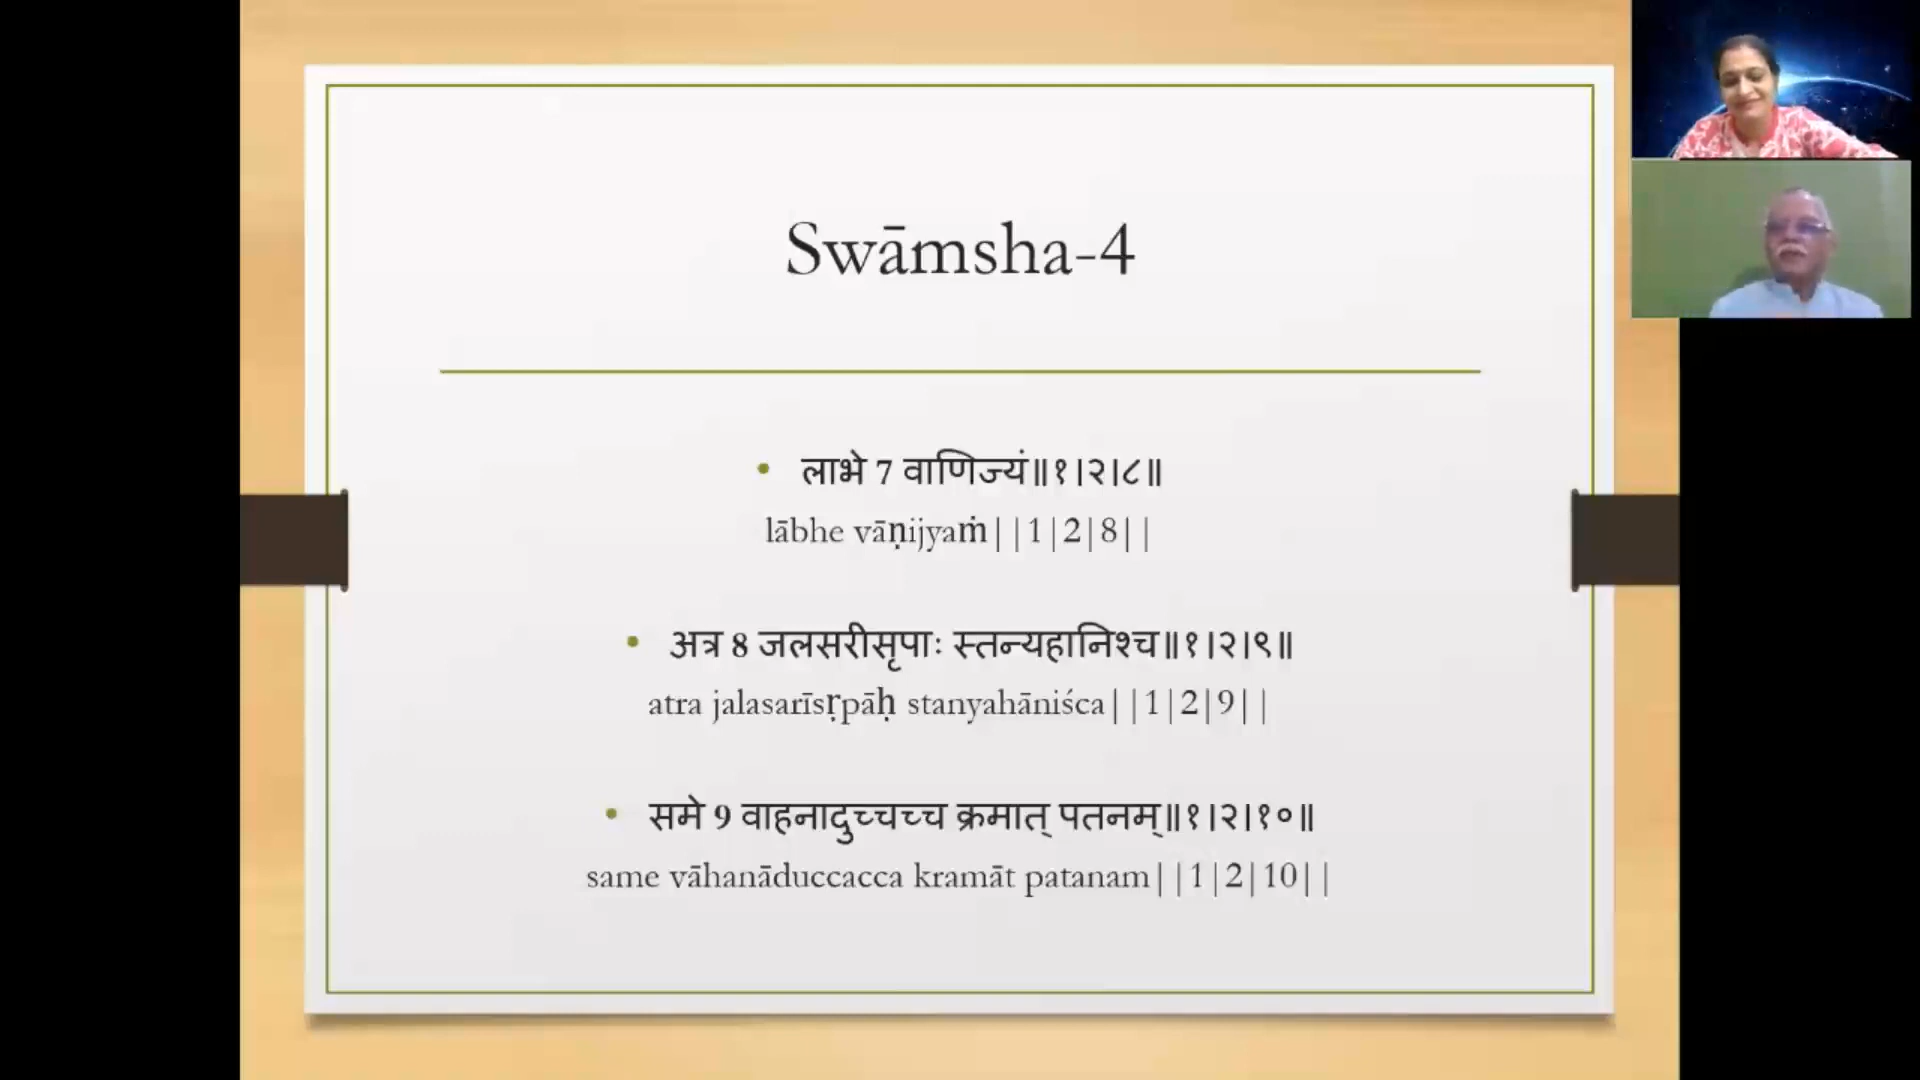 Swāmsha-4
• लाभे 7 वाणिज्यं॥१।२।८॥
lābhe vāṇijyaṁ||1|2|8||
• अत्र 8 जलसरीसृपाः स्तन्यहानिश्च॥१।२।९॥
atra jalasarīsṛpāḥ stanyahāniśca||1|2|9||
• समे 9 वाहनादुच्चच्च क्रमात् पतनम्॥१।२।१०॥
same vāhanāduccacca kramāt patanam||1|2|10||